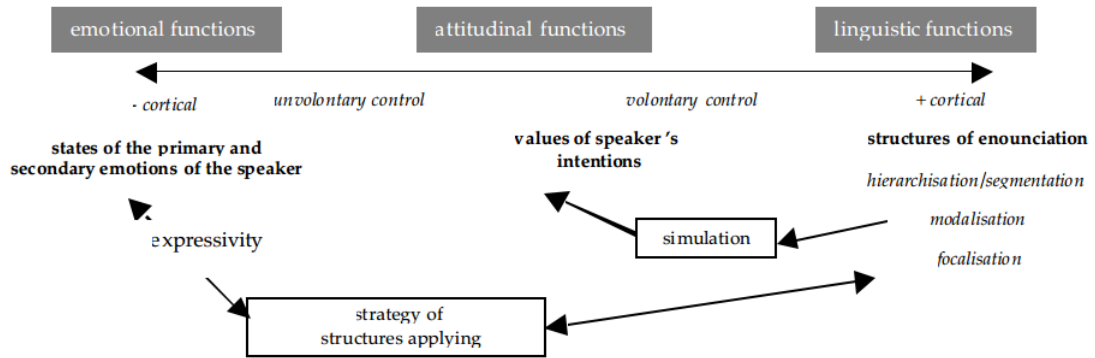 emotional functions
attitudinal functions
linguistic functions
- cortical
unvolontary control
volontary control
+ cortical
states of the primary and
secondary emotions of the speaker
values of speaker's
intentions
structures of enounciation
hierarchisation/segmentation
modalisation
focalisation
expressivity
simulation
strategy of
structures applying